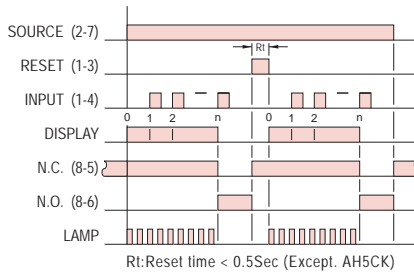 SOURCE (2-7)
Rt
RESET (1-3)
INPUT (1-4)
0 1 2 n 0 1 2 n
DISPLAY
N.C. (8-5)
N.O. (8-6)
LAMP
Rt:Reset time < 0.5Sec (Except. AH5CK)